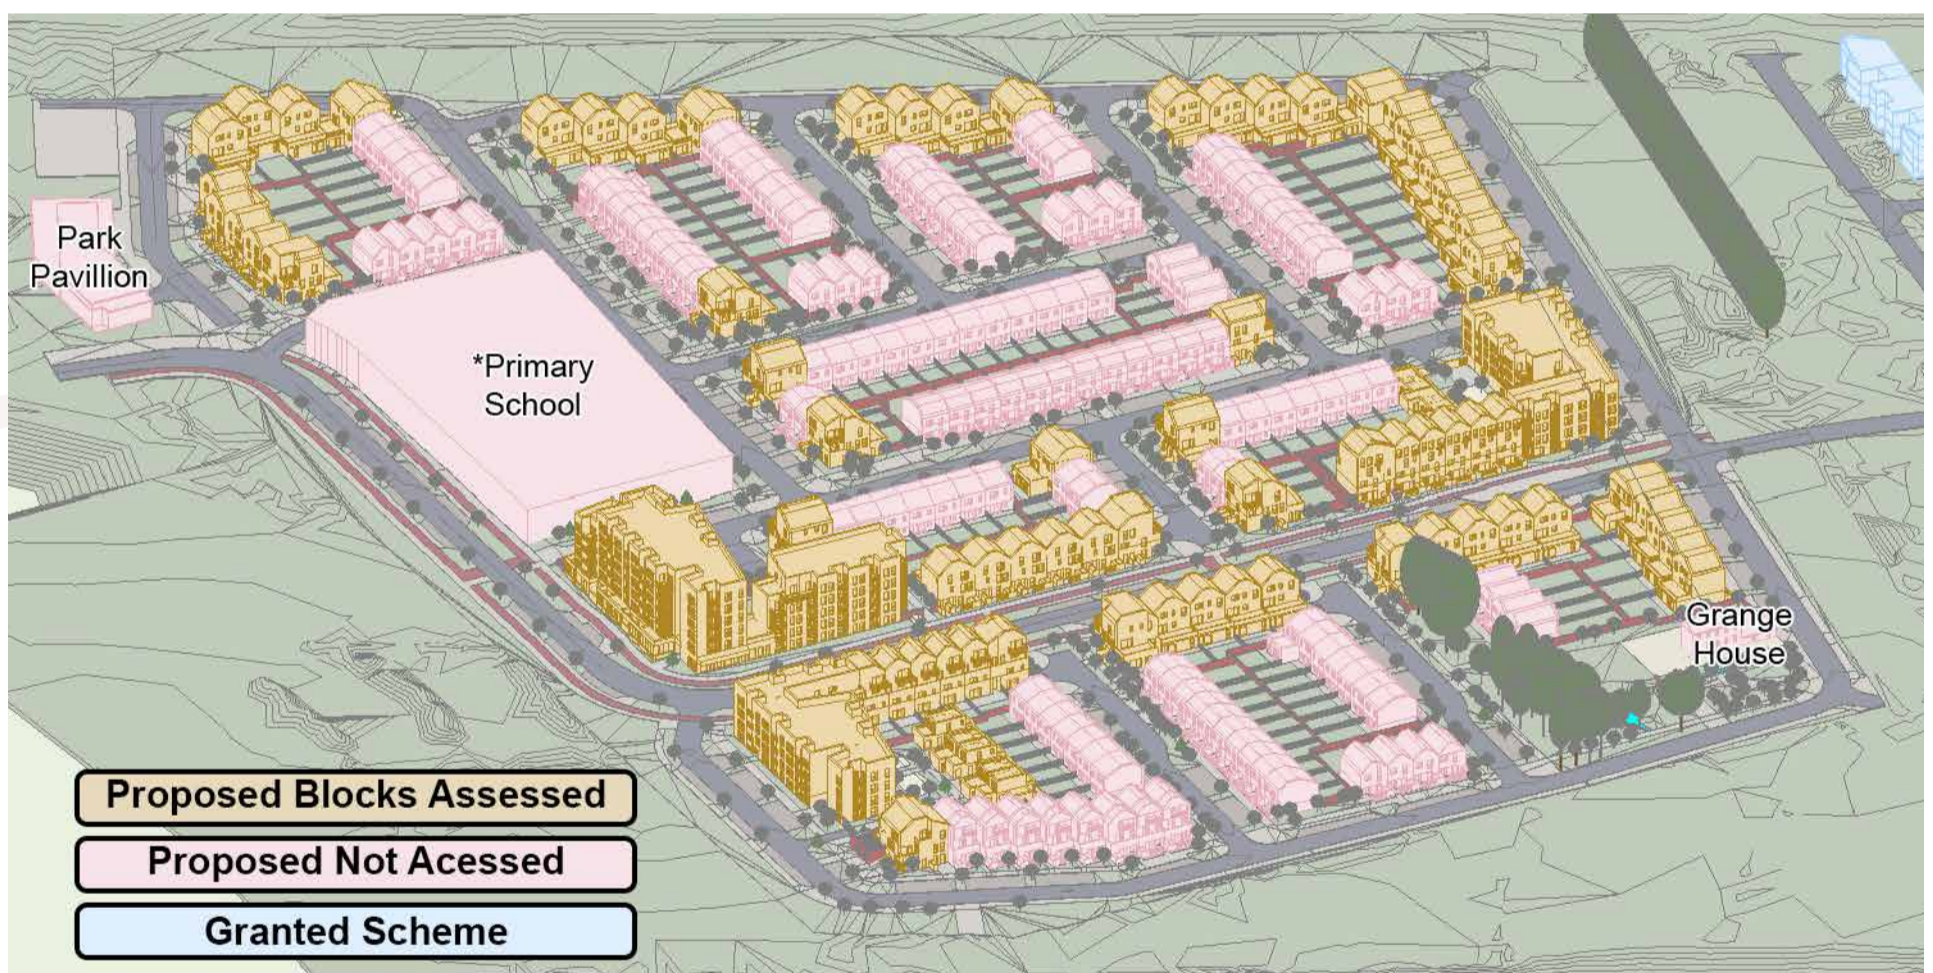 Park
Pavillion
*Primary
School
Grange
House
Proposed Blocks Assessed
Proposed Not Acessed
Granted Scheme